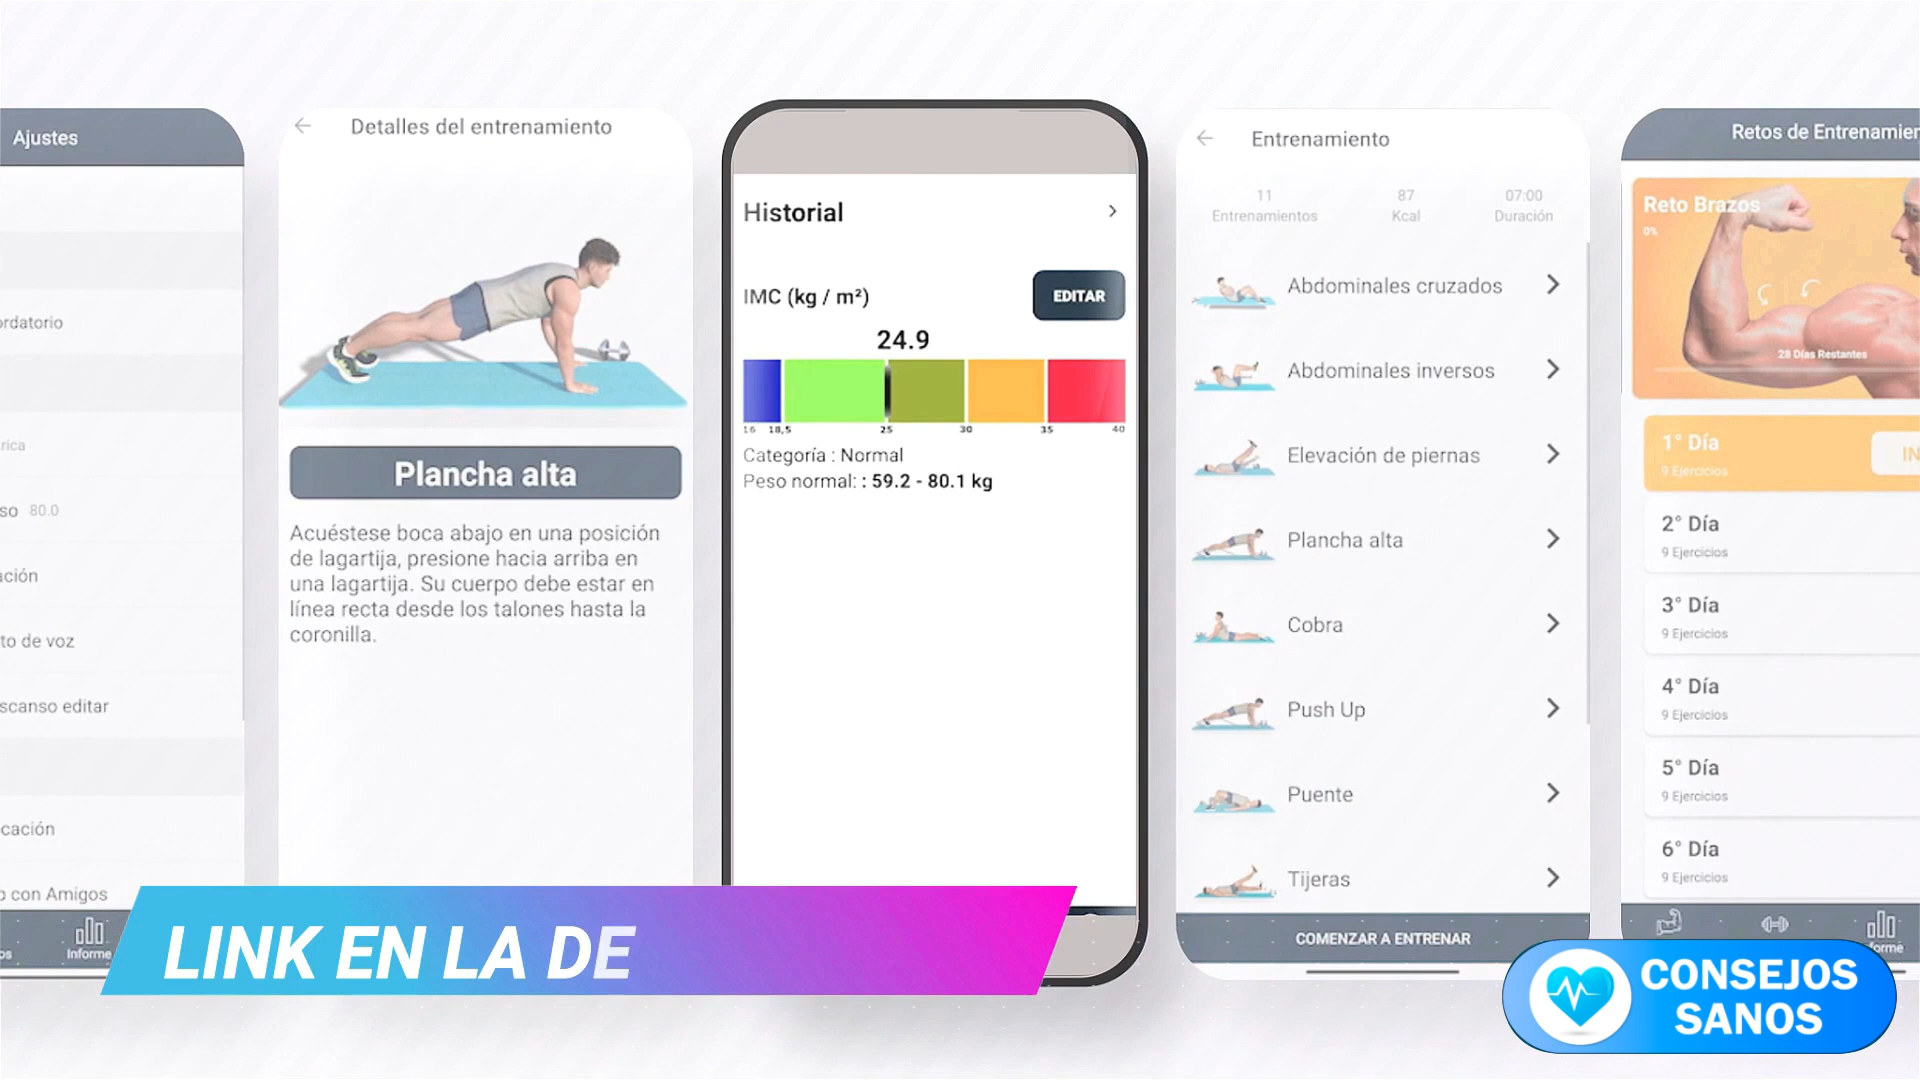 Ajustes
ordatorio
rica
so 80.0
ación
to de voz
scanso editar
cación
o con Amigos
os
Informe
Detalles del entrenamiento
Plancha alta
Acuéstese boca abajo en una posición
de lagartija, presione hacia arriba en
una lagartija. Su cuerpo debe estar en
línea recta desde los talones hasta la
coronilla.
Historial
IMC (kg / m²)
EDITAR
24.9
16 18,5 25 30 35 40
Categoría : Normal
Peso normal: : 59.2 - 80.1 kg
Entrenamiento
11 87 07:00
Entrenamientos Kcal Duración
Abdominales cruzados
Abdominales inversos
Elevación de piernas
Plancha alta
Cobra
Push Up
Puente
Tijeras
COMENZAR A ENTRENAR
Retos de Entrenamier
Reto Brazos
0%
28 Días Restantes
1° Día
9 Ejercicios
IN
2° Día
9 Ejercicios
3° Día
9 Ejercicios
4° Día
9 Ejercicios
5° Día
9 Ejercicios
6° Día
9 Ejercicios
forme
LINK EN LA DE
CONSEJOS
SANOS